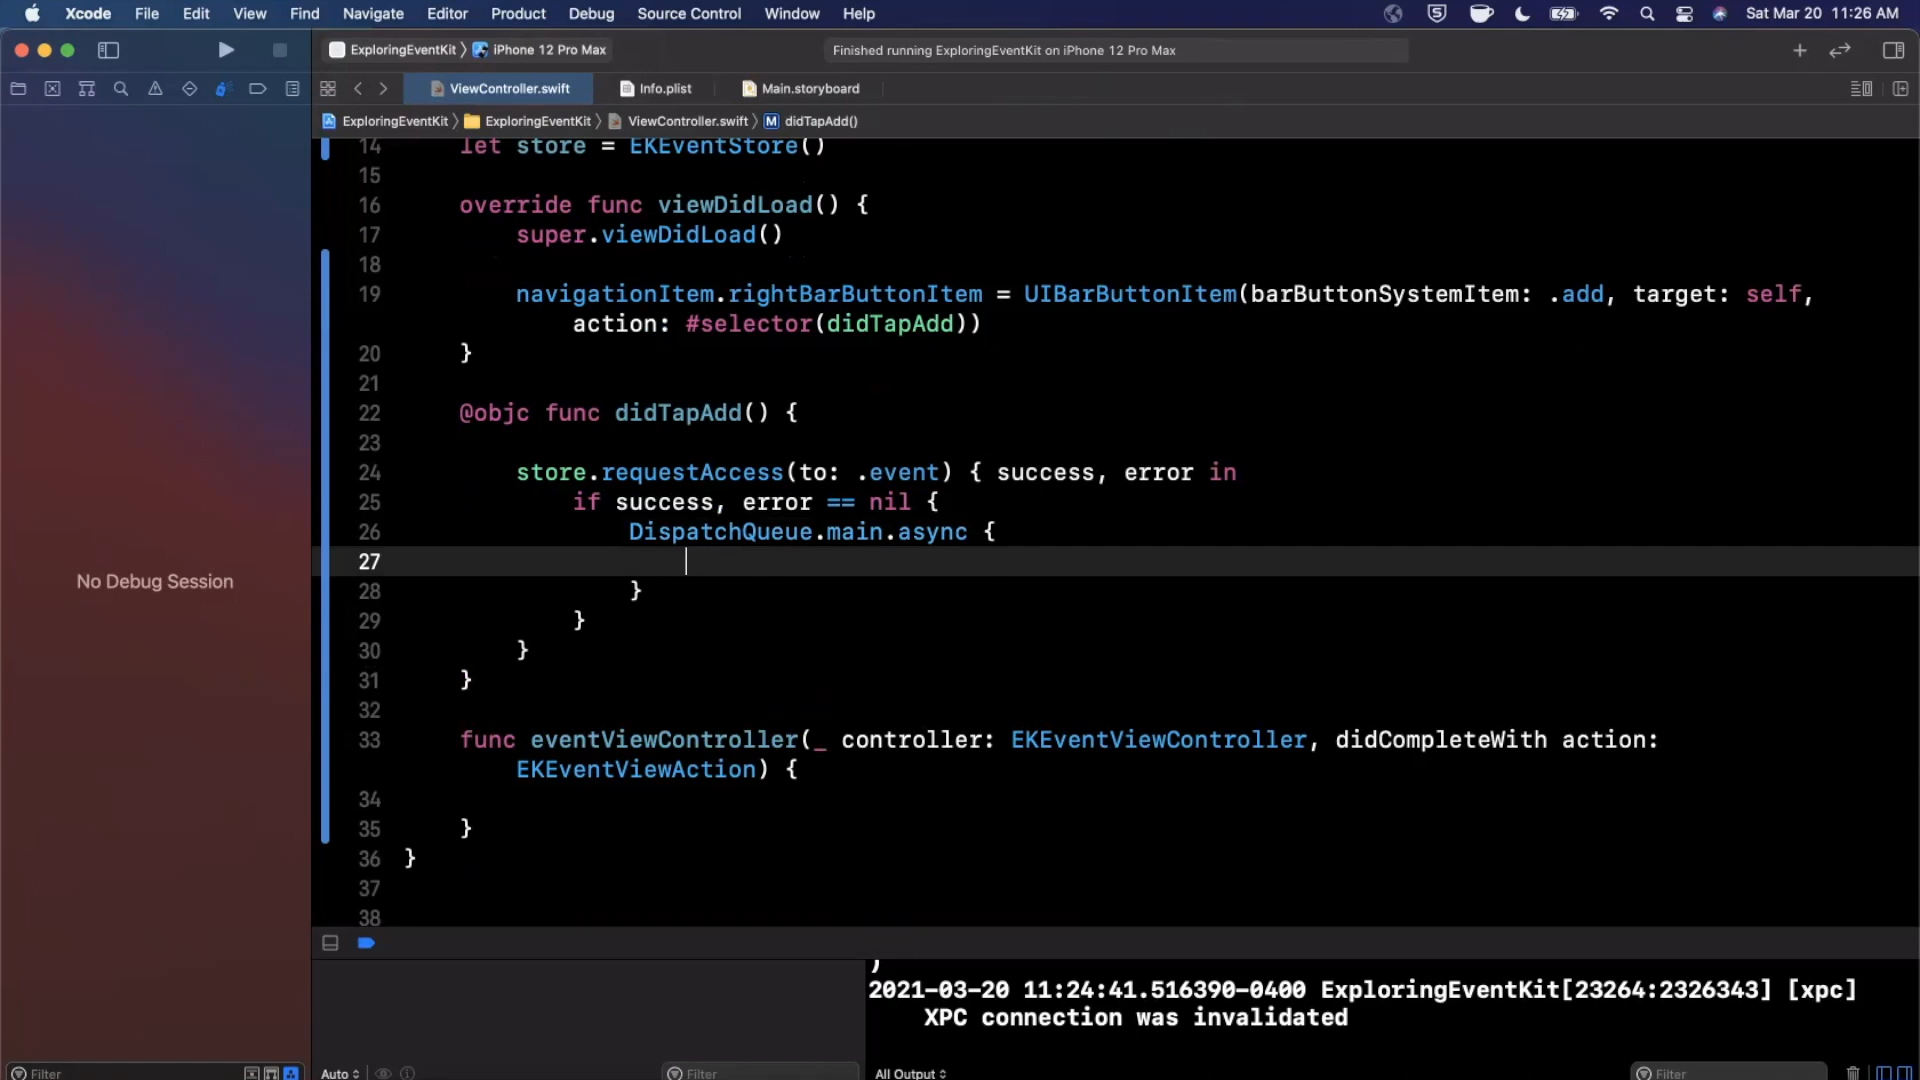 Xcode File Edit View Find Navigate Editor Product Debug Source Control Window Help Sat Mar 20 11:26 AM
ExploringEventKit iPhone 12 Pro Max Finished running ExploringEventKit on iPhone 12 Pro Max
ViewController.swift Info.plist Main.storyboard
ExploringEventKit ExploringEventKit ViewController.swift M didTapAdd()
14 let store = EKEventStore()
15
16 override func viewDidLoad() {
17 super.viewDidLoad()
18
19 navigationItem.rightBarButtonItem = UIBarButtonItem(barButtonSystemItem: .add, target: self,
action: #selector(didTapAdd))
20 }
21
22 @objc func didTapAdd() {
23
24 store.requestAccess(to: .event) { success, error in
25 if success, error == nil {
26 DispatchQueue.main.async {
27
28 }
29 }
30 }
31 }
32
33 func eventViewController(_ controller: EKEventViewController, didCompleteWith action:
EKEventViewAction) {
34
35 }
36 }
37
38
No Debug Session
)
2021-03-20 11:24:41.516390-0400 ExploringEventKit[23264:2326343] [xpc]
XPC connection was invalidated
Filter Auto Filter All Output Filter